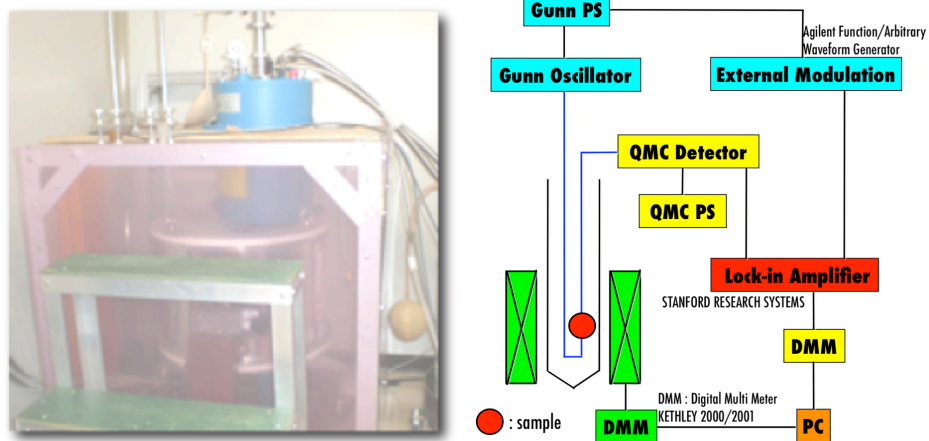 Gunn PS
Agilent Function/Arbitrary
Waveform Generator
Gunn Oscillator
External Modulation
QMC Detector
QMC PS
Lock-in Amplifier
STANFORD RESEARCH SYSTEMS
DMM
DMM : Digital Multi Meter
KETHLEY 2000/2001
: sample
DMM
PC